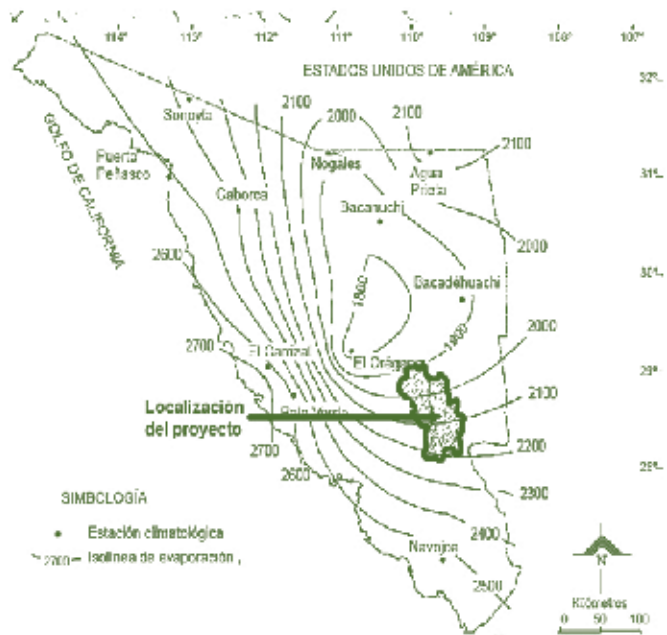 114° 113° 112° 111° 110° 109° 108° 107°
ESTADOS UNIDOS DE AMÉRICA
32°
2100
2000
2100
2100
Sonoyta
GOLFO DE CALIFORNIA
Puerto
Peñasco
Nogales
Agua
Prieta
31°
Caborca
Bacanuchi
2000
2600
30°
1800
Bacadéhuachi
2000
2700
El Carrizal
El Orégano
29°
2100
Localización
del proyecto
2200
2700
2600
28°
2300
SIMBOLOGÍA
2400
Estación climatológica
Navojoa
2700 Isolínea de evaporación
2500
N
Kilómetros
0 50 100